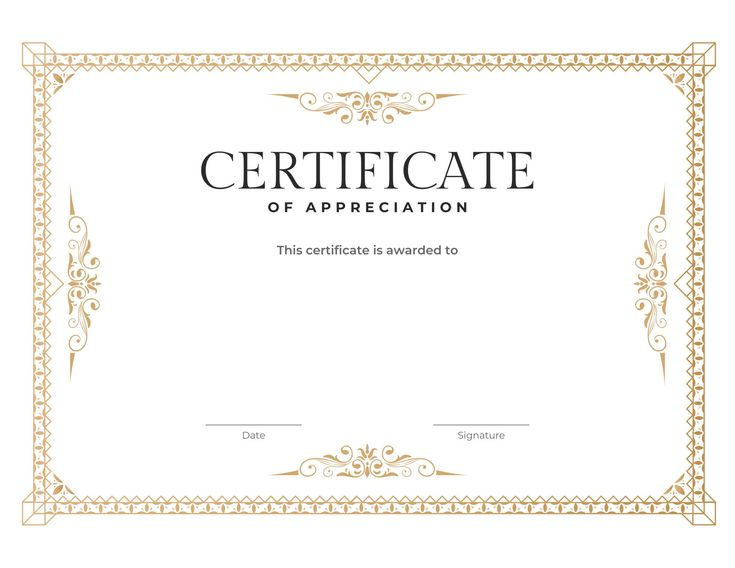 CERTIFICATE
OF APPRECIATION
This certificate is awarded to
Date
Signature